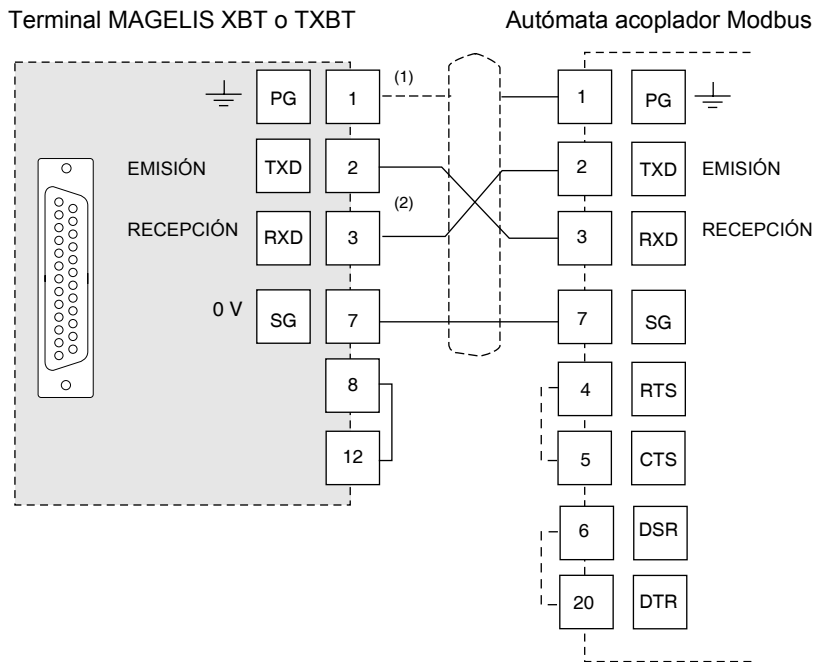 Terminal MAGELIS XBT o TXBT Autómata acoplador Modbus
PG 1 (1) 1 PG
EMISIÓN TXD 2 2 TXD EMISIÓN
RECEPCIÓN RXD 3 (2) 3 RXD RECEPCIÓN
0 V SG 7 7 SG
8 4 RTS
12 5 CTS
6 DSR
20 DTR